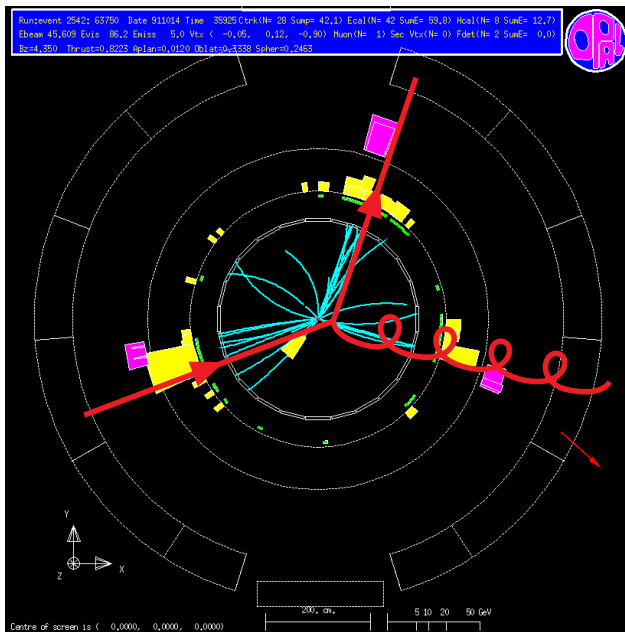 Run:event 2542: 63750 Date 911014 Time 35925 Ctrk(N= 28 Sump= 42.1) Ecal(N= 42 SumE= 59.8) Hcal(N= 8 SumE= 12.7)
Ebeam 45.609 Evis 86.2 Emiss 5.0 Vtx ( -0.05, 0.12, -0.90) Muon(N= 1) Sec Vtx(N= 0) Fdet(N= 2 SumE= 0.0)
Bz=4.350 Thrust=0.8223 Aplan=0.0120 Oblat=0.3338 Spher=0.2463
OPAL
Y
Z X
200. cm.
5 10 20 50 GeV
Centre of screen is ( 0.0000, 0.0000, 0.0000)